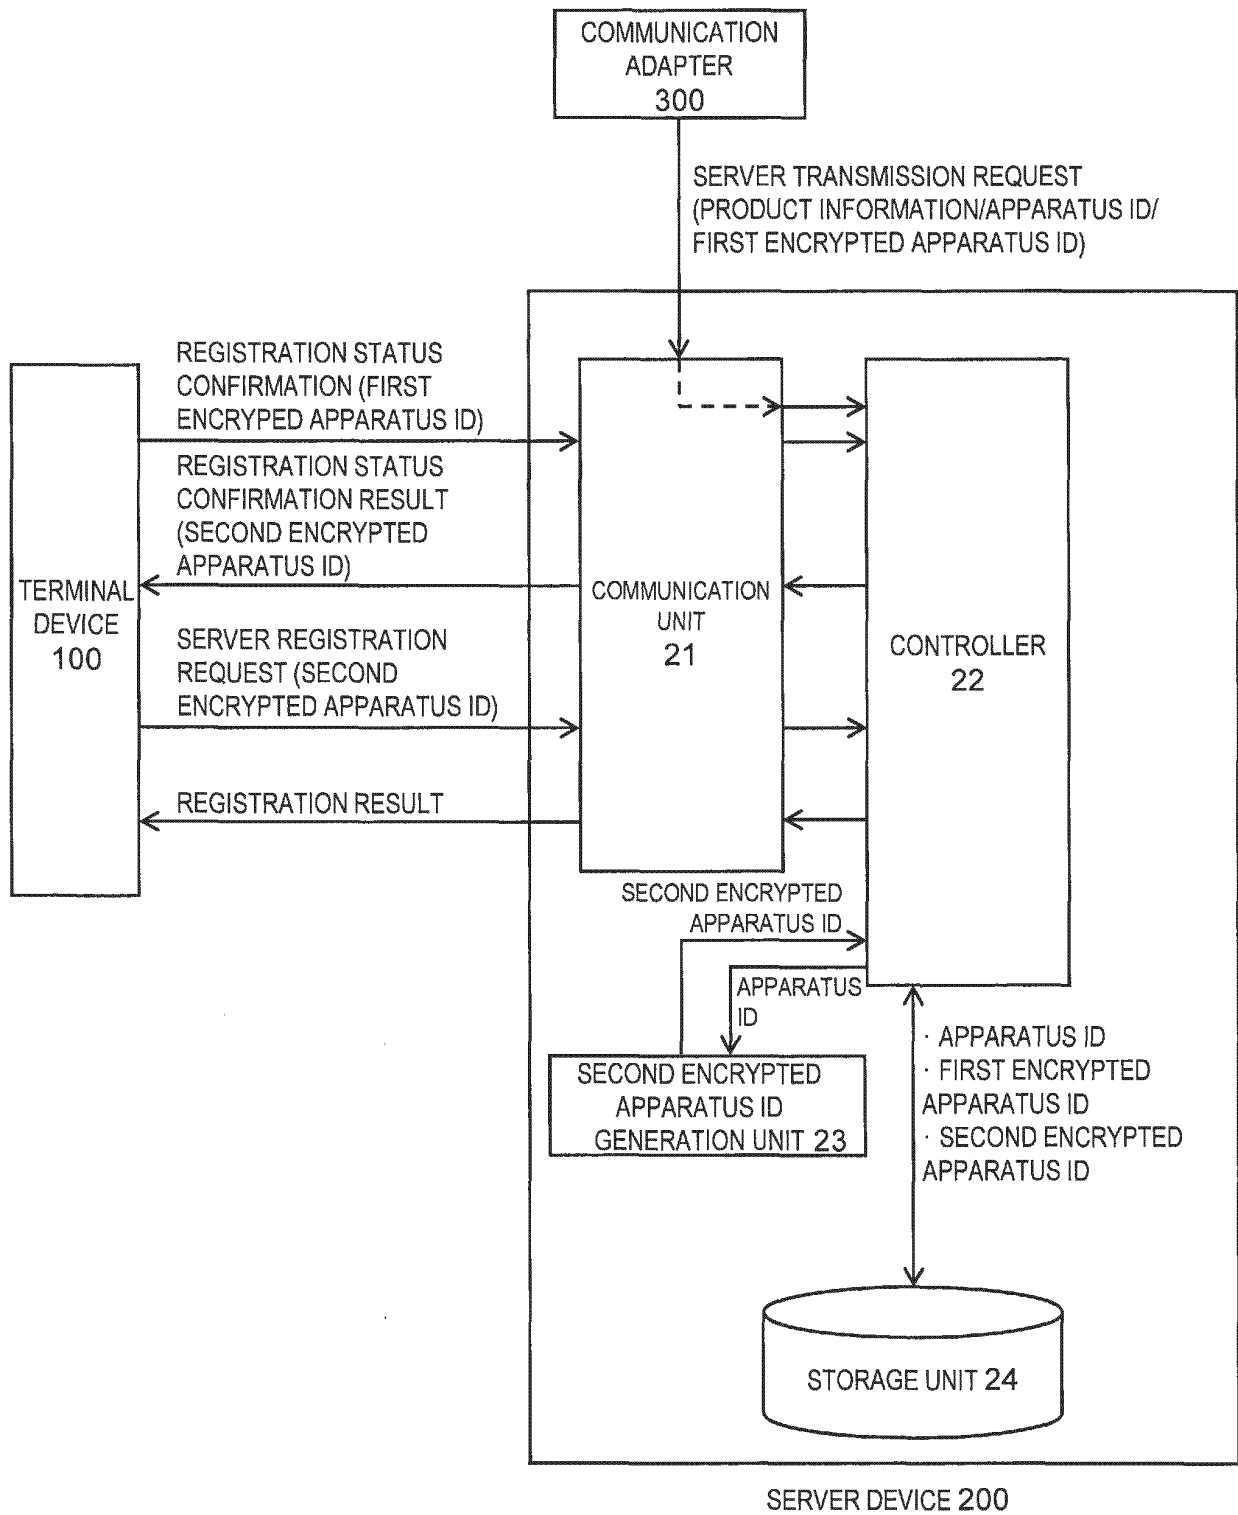 COMMUNICATION
ADAPTER
300
SERVER TRANSMISSION REQUEST
(PRODUCT INFORMATION/APPARATUS ID/
FIRST ENCRYPTED APPARATUS ID)
REGISTRATION STATUS
CONFIRMATION (FIRST
ENCRYPED APPARATUS ID)
REGISTRATION STATUS
CONFIRMATION RESULT
(SECOND ENCRYPTED
APPARATUS ID)
TERMINAL
DEVICE
100
SERVER REGISTRATION
REQUEST (SECOND
ENCRYPTED APPARATUS ID)
REGISTRATION RESULT
COMMUNICATION
UNIT
21
CONTROLLER
22
SECOND ENCRYPTED
APPARATUS ID
APPARATUS
ID
SECOND ENCRYPTED
APPARATUS ID
GENERATION UNIT 23
· APPARATUS ID
· FIRST ENCRYPTED
APPARATUS ID
· SECOND ENCRYPTED
APPARATUS ID
STORAGE UNIT 24
SERVER DEVICE 200